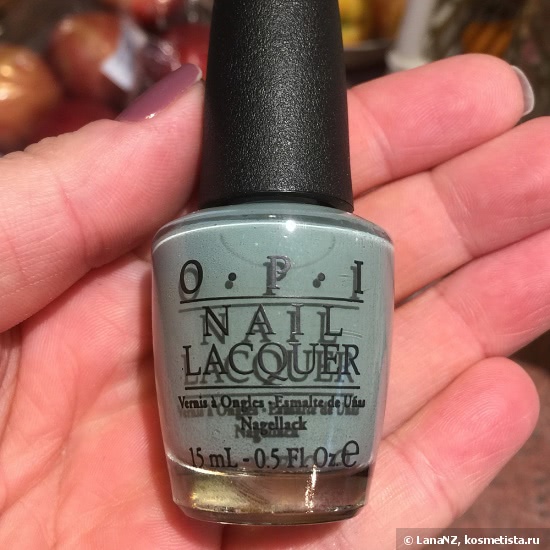 O·P·I
NAIL
LACQUER
Vernis à Ongles · Esmalte de Uñas
Nagellack
15 mL - 0.5 Fl. Oz. ℮
© LanaNZ, kosmetista.ru